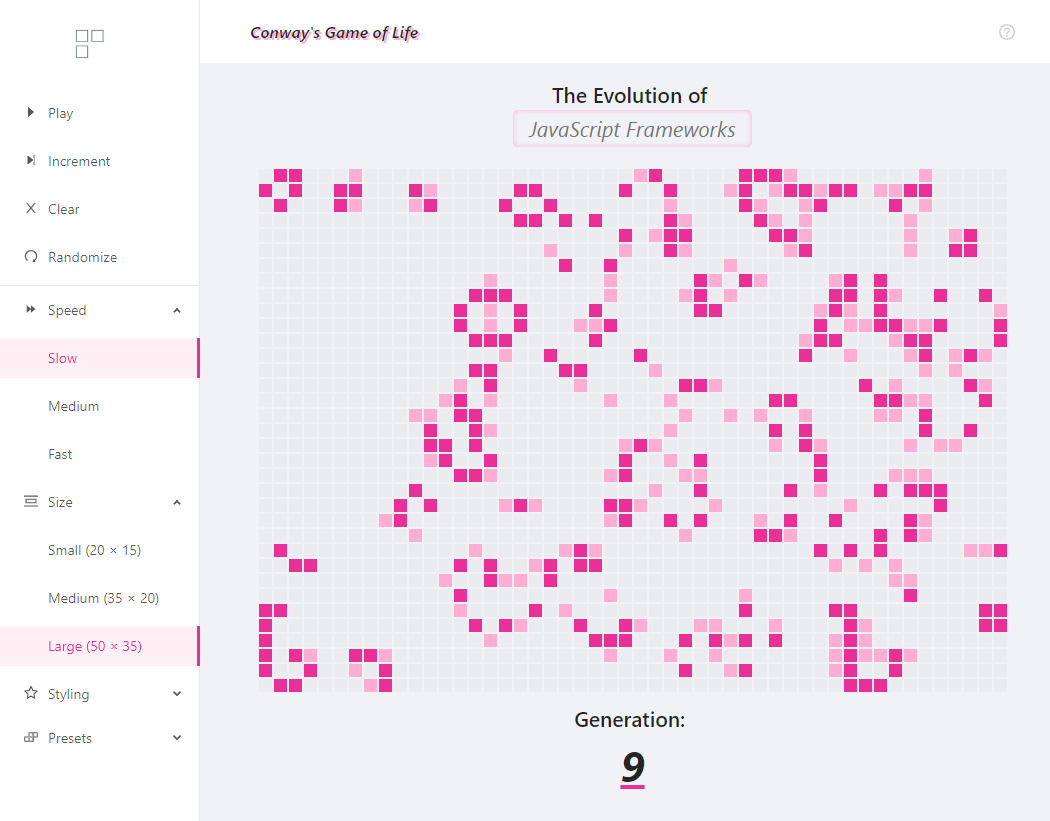 Conway's Game of Life
Play
Increment
Clear
Randomize
Speed
Slow
Medium
Fast
Size
Small (20 × 15)
Medium (35 × 20)
Large (50 × 35)
Styling
Presets
The Evolution of
JavaScript Frameworks
Generation:
9